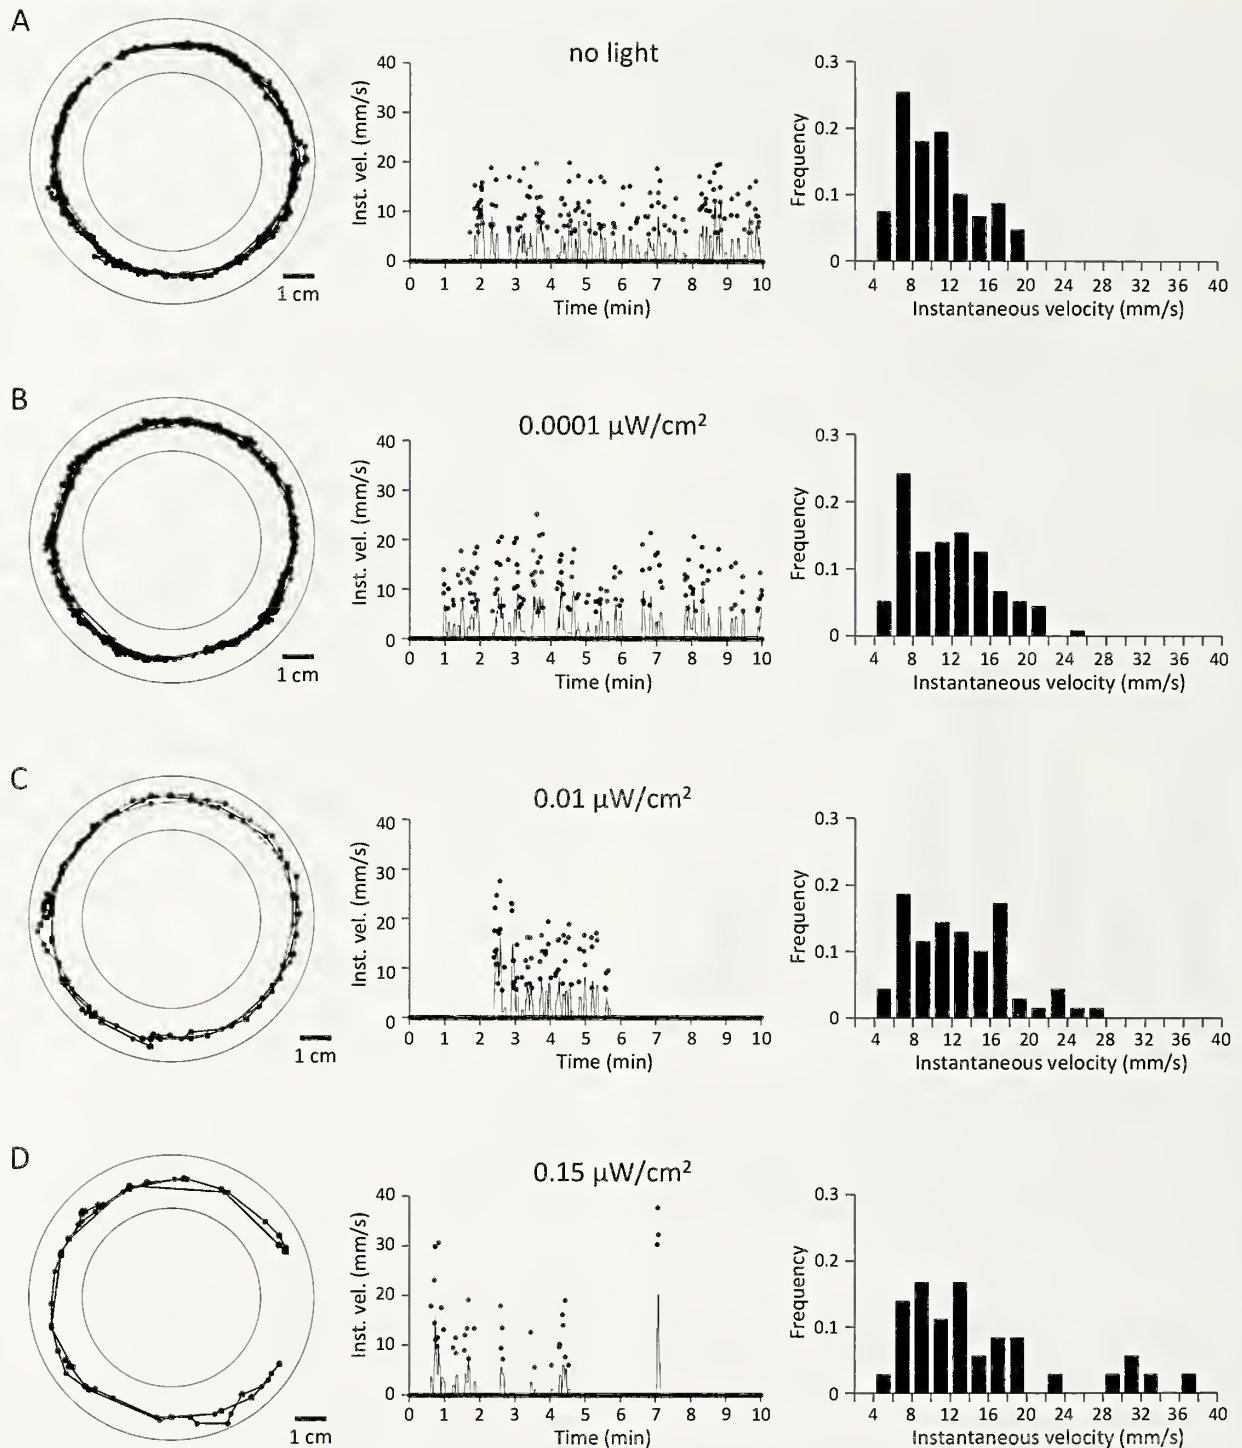 A
no light
40
30
20
10
0
Inst. vel. (mm/s)
0 1 2 3 4 5 6 7 8 9 10
Time (min)
0.3
0.2
0.1
0
Frequency
4 8 12 16 20 24 28 32 36 40
Instantaneous velocity (mm/s)
1 cm
B
0.0001 µW/cm²
40
30
20
10
0
Inst. vel. (mm/s)
0 1 2 3 4 5 6 7 8 9 10
Time (min)
0.3
0.2
0.1
0
Frequency
4 8 12 16 20 24 28 32 36 40
Instantaneous velocity (mm/s)
1 cm
C
0.01 µW/cm²
40
30
20
10
0
Inst. vel. (mm/s)
0 1 2 3 4 5 6 7 8 9 10
Time (min)
0.3
0.2
0.1
0
Frequency
4 8 12 16 20 24 28 32 36 40
Instantaneous velocity (mm/s)
1 cm
D
0.15 µW/cm²
40
30
20
10
0
Inst. vel. (mm/s)
0 1 2 3 4 5 6 7 8 9 10
Time (min)
0.3
0.2
0.1
0
Frequency
4 8 12 16 20 24 28 32 36 40
Instantaneous velocity (mm/s)
1 cm